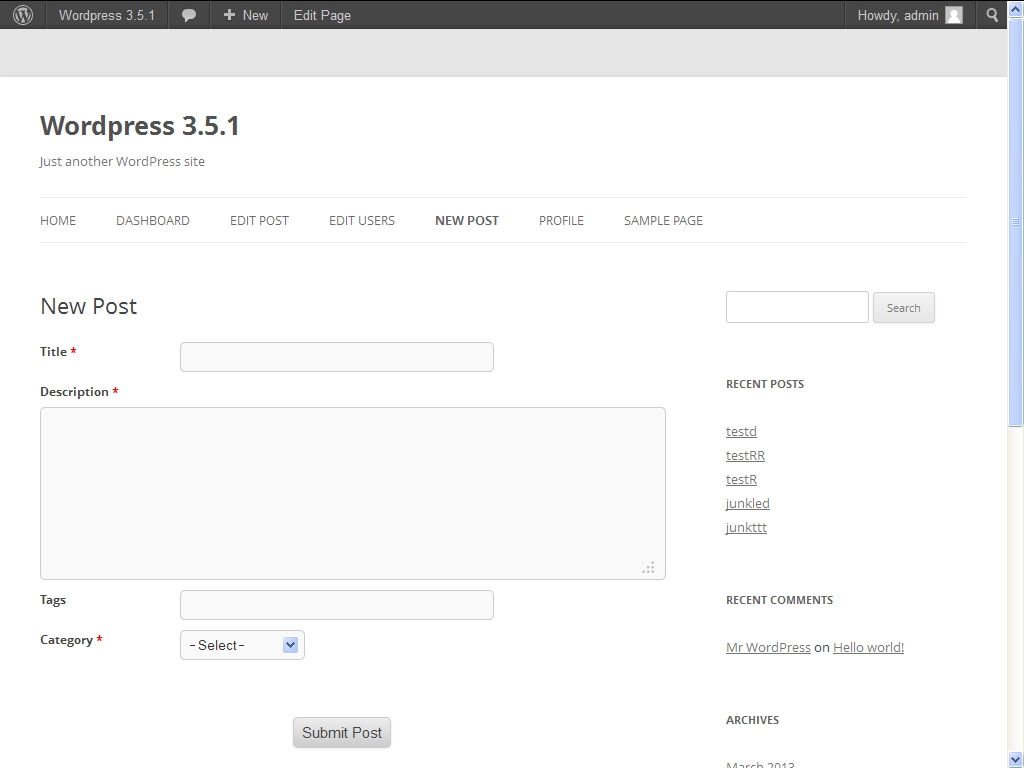 Wordpress 3.5.1 New Edit Page Howdy, admin
Wordpress 3.5.1
Just another WordPress site
HOME DASHBOARD EDIT POST EDIT USERS NEW POST PROFILE SAMPLE PAGE
New Post
Title *
Description *
Tags
Category *
-Select-
Submit Post
Search
RECENT POSTS
testd
testRR
testR
junkled
junkttt
RECENT COMMENTS
Mr WordPress on Hello world!
ARCHIVES
March 2013